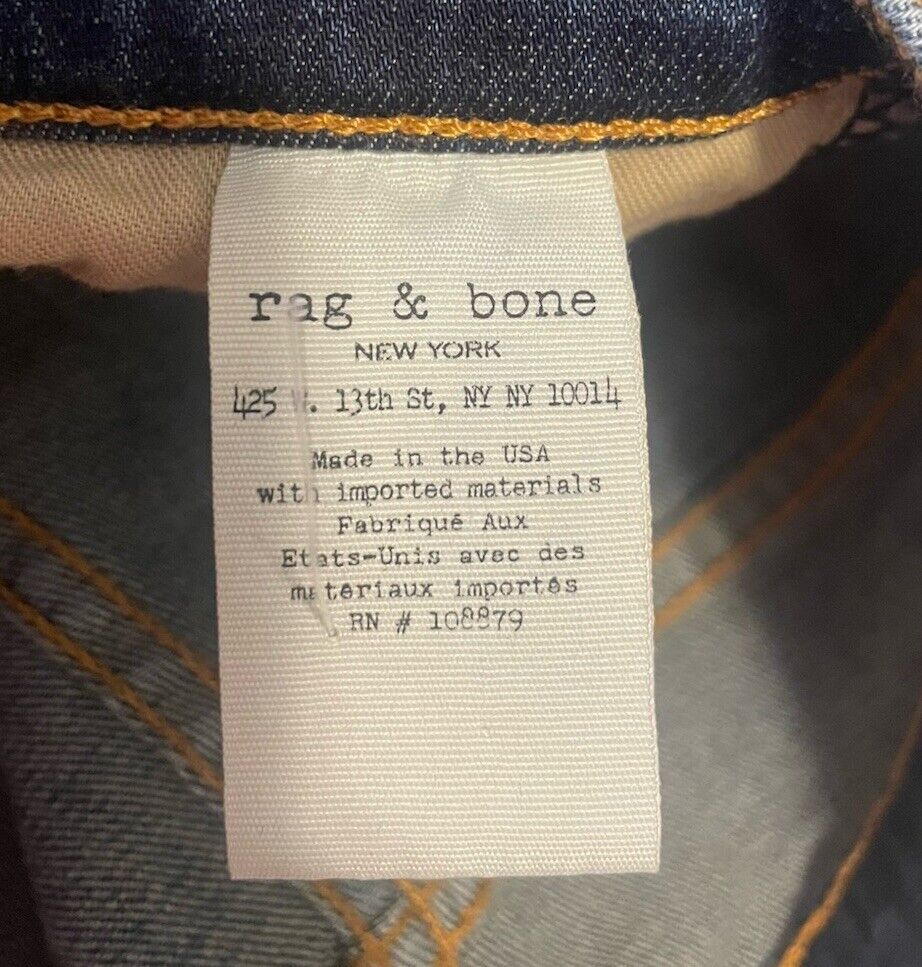 rag & bone
NEW YORK
425 W. 13th St, NY NY 10014
Made in the USA
with imported materials
Fabriqué Aux
Etats-Unis avec des
matériaux importés
RN # 108879